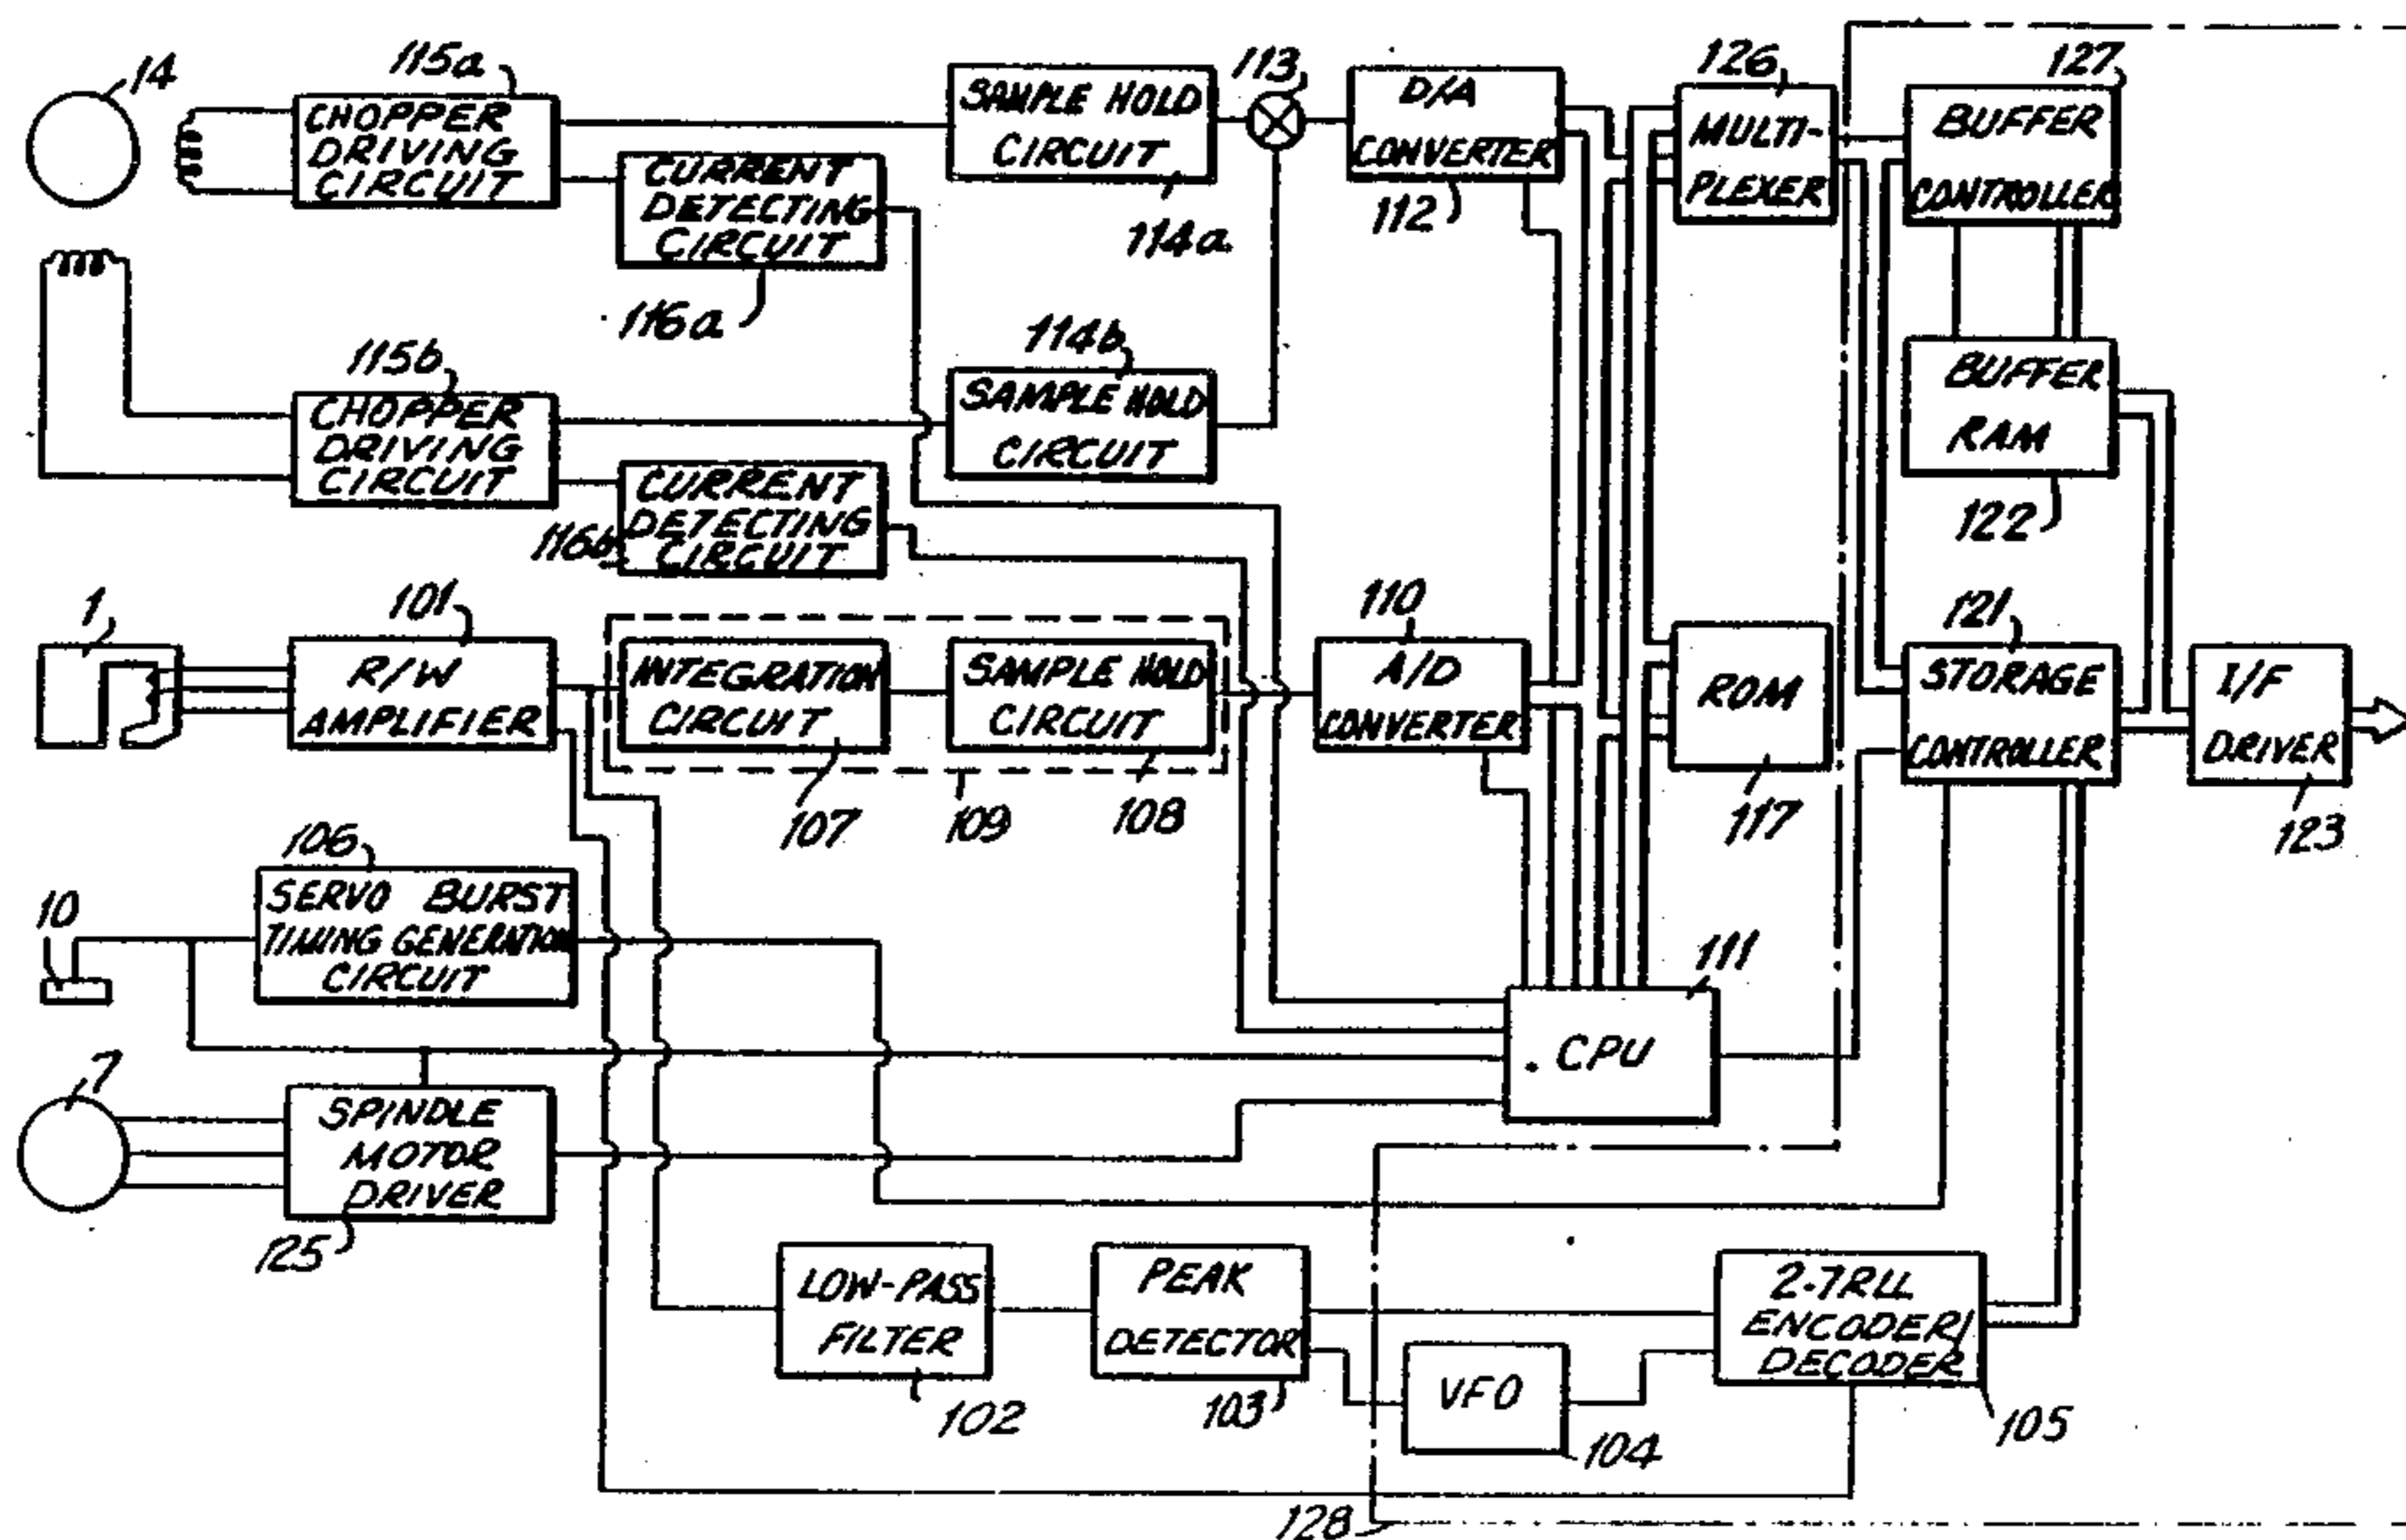 14
115a
CHOPPER
DRIVING
CIRCUIT
CURRENT
DETECTING
CIRCUIT
116a
SAMPLE HOLD
CIRCUIT
114a
113
D/A
CONVERTER
112
126
MULTI-
PLEXER
127
BUFFER
CONTROLLER
115b
CHOPPER
DRIVING
CIRCUIT
116b
CURRENT
DETECTING
CIRCUIT
114b
SAMPLE HOLD
CIRCUIT
BUFFER
RAM
122
1
101
R/W
AMPLIFIER
INTEGRATION
CIRCUIT
107
SAMPLE HOLD
CIRCUIT
108
109
110
A/D
CONVERTER
ROM
117
121
STORAGE
CONTROLLER
I/F
DRIVER
123
10
106
SERVO BURST
TIMING GENERATION
CIRCUIT
111
CPU
7
SPINDLE
MOTOR
DRIVER
125
LOW-PASS
FILTER
102
PEAK
DETECTOR
103
VFO
104
2-7RLL
ENCODER/
DECODER
105
128